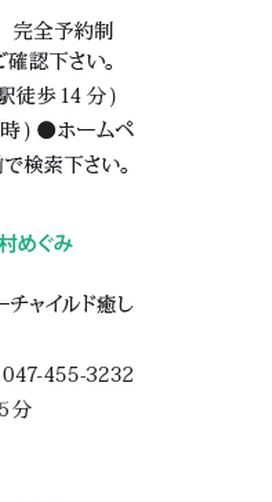 完全予約制
ご確認下さい。
駅徒歩 14 分 )
時 ) ●ホームペ
前で検索下さい。
村めぐみ
ーチャイルド癒し
047-455-3232
5分